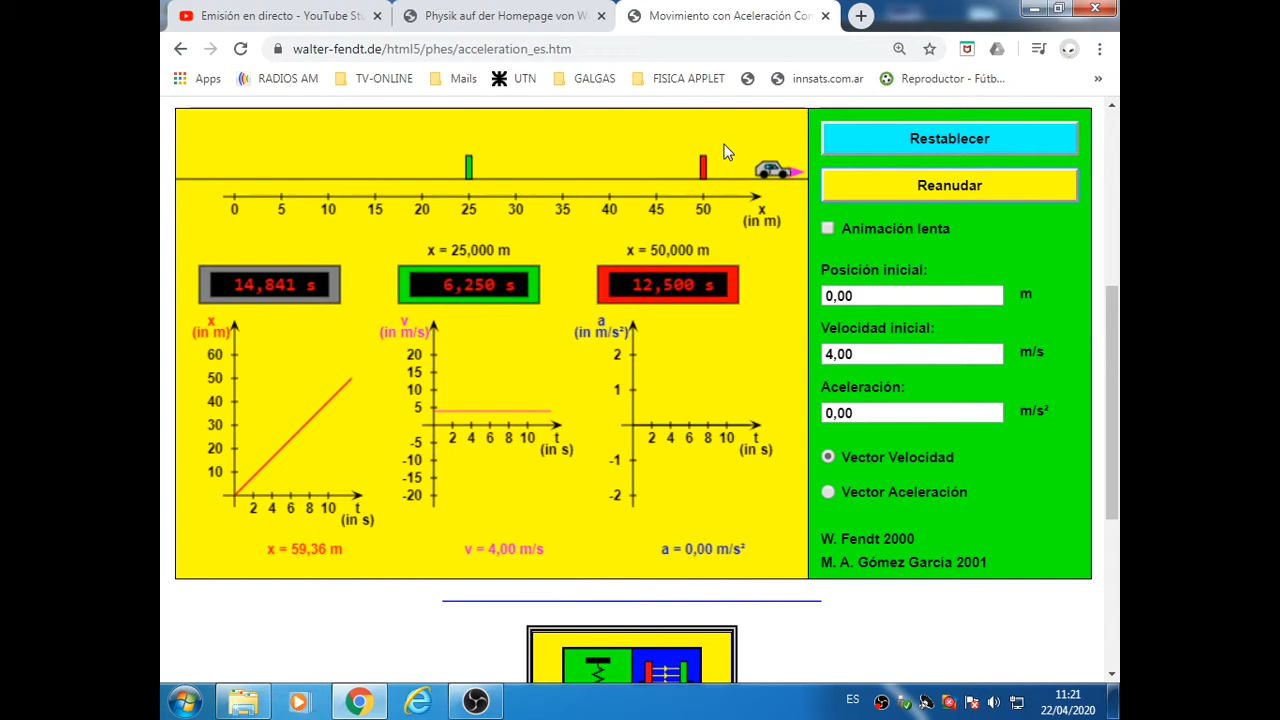 Emisión en directo - YouTube St
Physik auf der Homepage von W
Movimiento con Aceleración Con
walter-fendt.de/html5/phes/acceleration_es.htm
Apps
RADIOS AM
TV-ONLINE
Mails
UTN
GALGAS
FISICA APPLET
innsats.com.ar
Reproductor - Fútb...
»
0 5 10 15 20 25 30 35 40 45 50 x
(in m)
x = 25,000 m
x = 50,000 m
14,841 s
6,250 s
12,500 s
x
(in m)
60
50
40
30
20
10
2 4 6 8 10 t
(in s)
x = 59,36 m
v
(in m/s)
20
15
10
5
-5
-10
-15
-20
2 4 6 8 10 t
(in s)
v = 4,00 m/s
a
(in m/s²)
2
1
-1
-2
2 4 6 8 10 t
(in s)
a = 0,00 m/s²
Restablecer
Reanudar
Animación lenta
Posición inicial:
0,00 m
Velocidad inicial:
4,00 m/s
Aceleración:
0,00 m/s²
Vector Velocidad
Vector Aceleración
W. Fendt 2000
M. A. Gómez García 2001
ES
11:21
22/04/2020